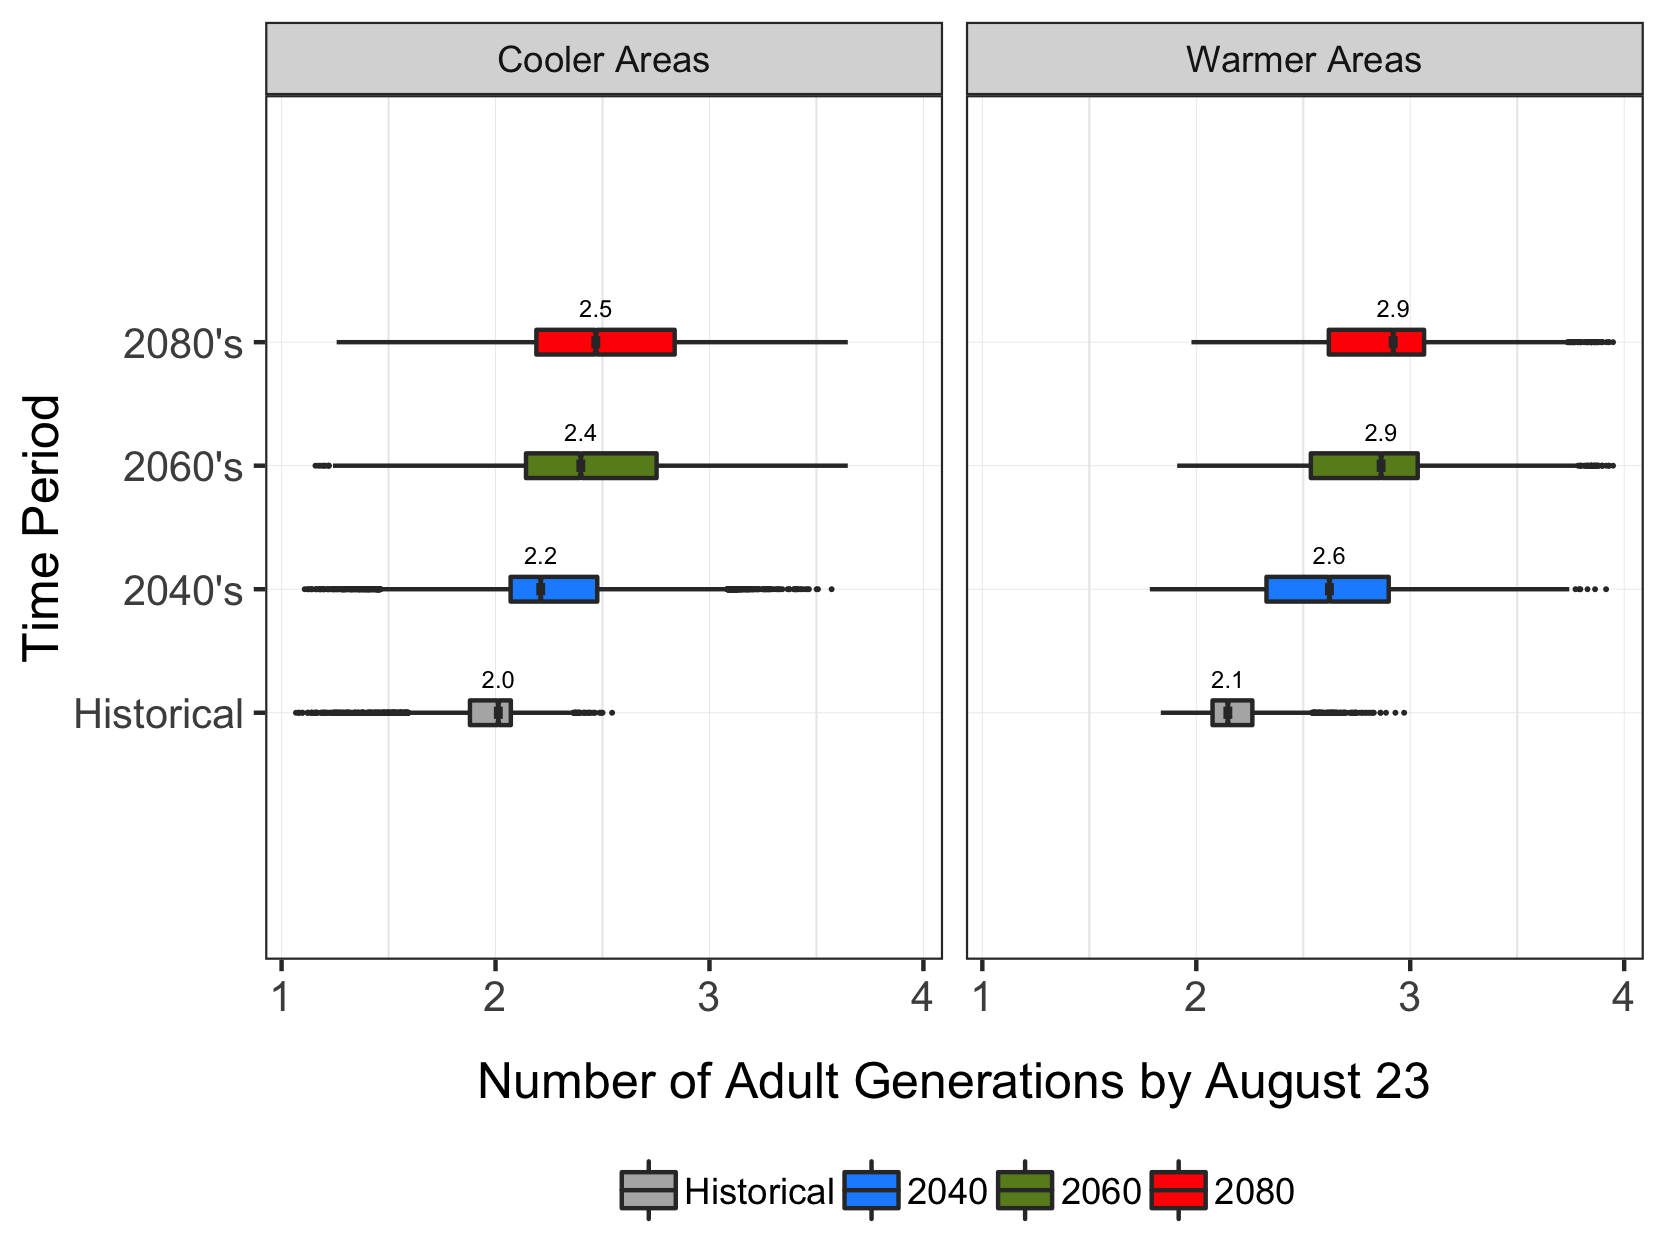 Cooler Areas
Warmer Areas
Time Period
2080's
2060's
2040's
Historical
2.5
2.4
2.2
2.0
2.9
2.9
2.6
2.1
1 2 3 4
1 2 3 4
Number of Adult Generations by August 23
Historical 2040 2060 2080